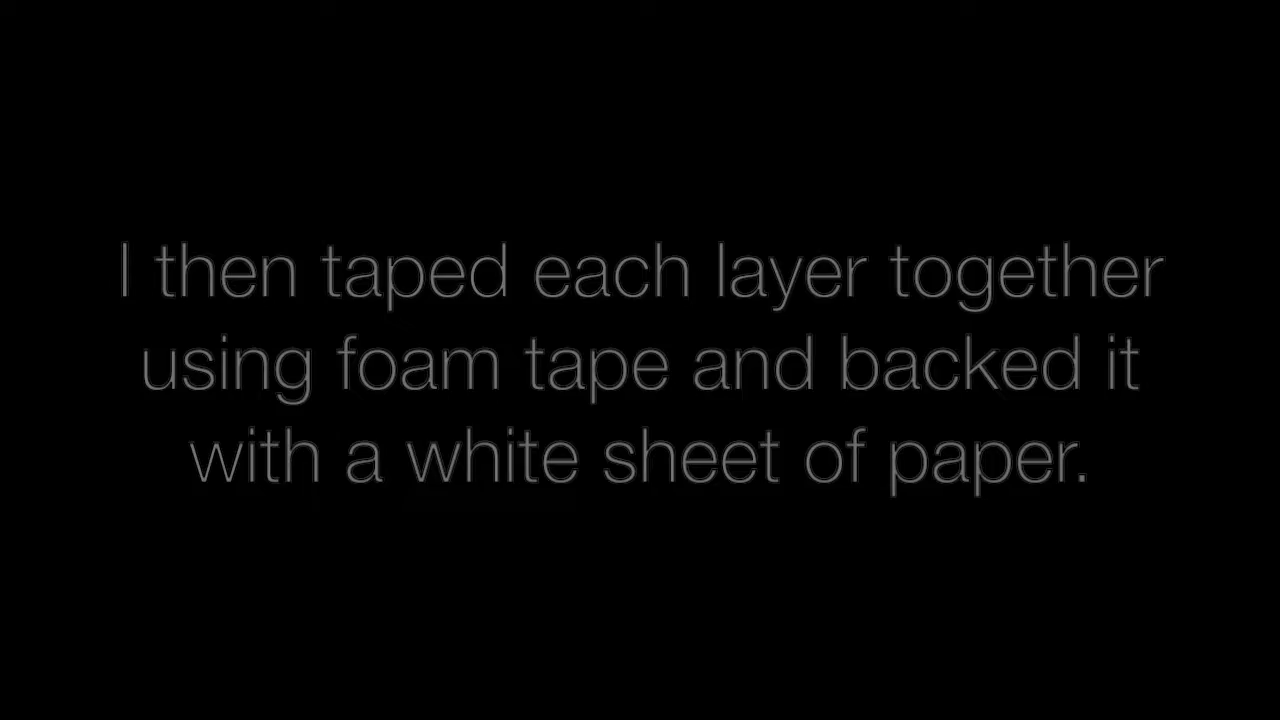 I then taped each layer together
using foam tape and backed it
with a white sheet of paper.